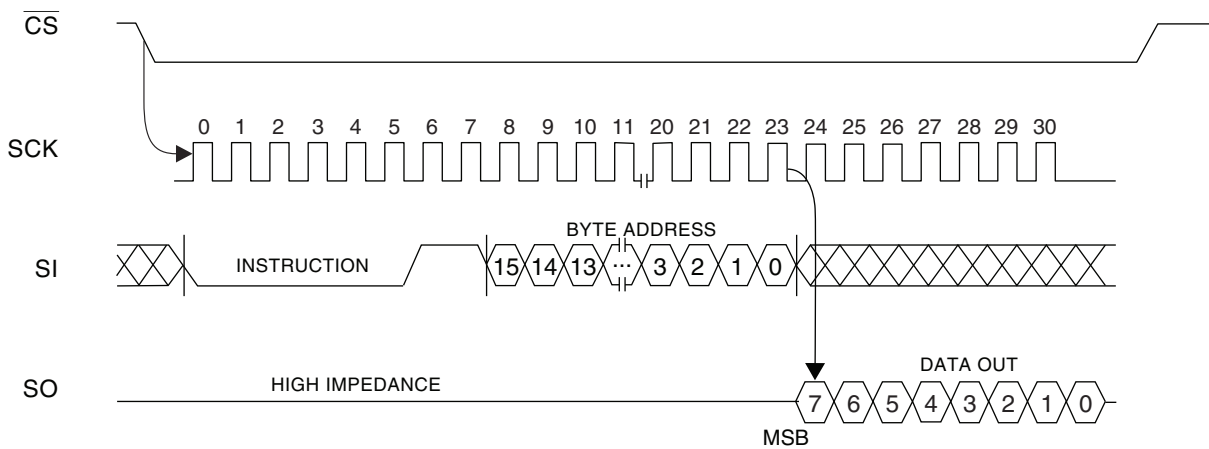 CS
0 1 2 3 4 5 6 7 8 9 10 11 20 21 22 23 24 25 26 27 28 29 30
SCK
BYTE ADDRESS
SI
INSTRUCTION
15 14 13 ... 3 2 1 0
DATA OUT
SO
HIGH IMPEDANCE
7 6 5 4 3 2 1 0
MSB